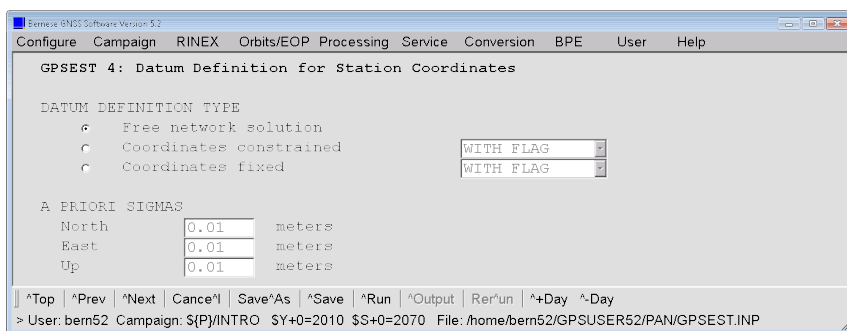 Bernese GNSS Software Version 5.2
Configure Campaign RINEX Orbits/EOP Processing Service Conversion BPE User Help
GPSEST 4: Datum Definition for Station Coordinates
DATUM DEFINITION TYPE
Free network solution
Coordinates constrained WITH FLAG
Coordinates fixed WITH FLAG
A PRIORI SIGMAS
North 0.01 meters
East 0.01 meters
Up 0.01 meters
^Top | ^Prev | ^Next | Cance^l | Save^As | ^Save | ^Run | ^Output | Rer^un | ^+Day ^-Day
> User: bern52 Campaign: ${P}/INTRO $Y+0=2010 $S+0=2070 File: /home/bern52/GPSUSER52/PAN/GPSEST.INP